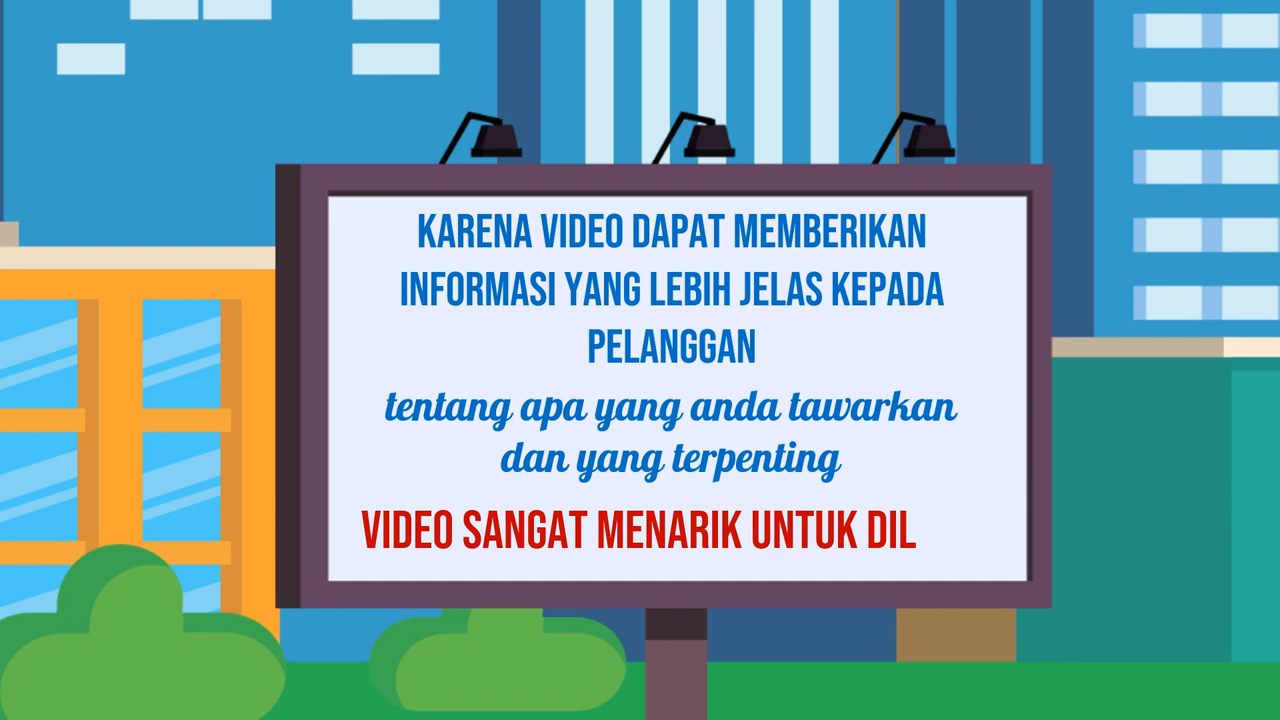 KARENA VIDEO DAPAT MEMBERIKAN
INFORMASI YANG LEBIH JELAS KEPADA
PELANGGAN
tentang apa yang anda tawarkan
dan yang terpenting
VIDEO SANGAT MENARIK UNTUK DIL